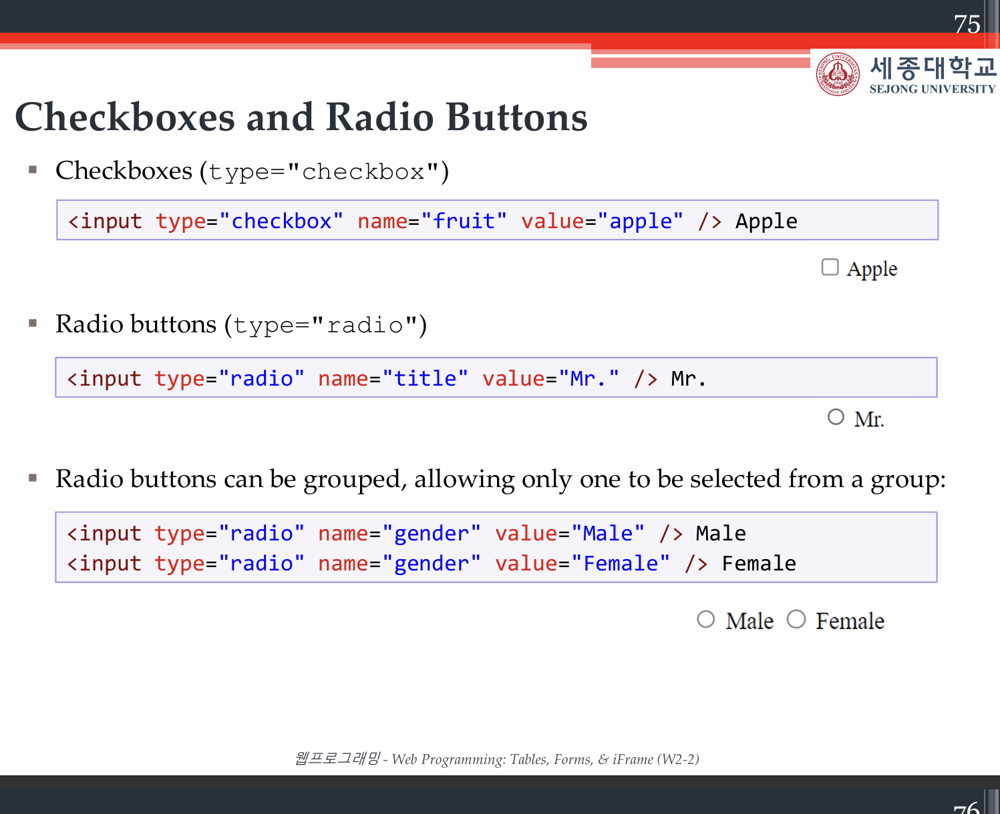 75
세종대학교
SEJONG UNIVERSITY
Checkboxes and Radio Buttons
▪ Checkboxes (type="checkbox")
<input type="checkbox" name="fruit" value="apple" /> Apple
Apple
▪ Radio buttons (type="radio")
<input type="radio" name="title" value="Mr." /> Mr.
Mr.
▪ Radio buttons can be grouped, allowing only one to be selected from a group:
<input type="radio" name="gender" value="Male" /> Male
<input type="radio" name="gender" value="Female" /> Female
Male Female
웹프로그래밍 - Web Programming: Tables, Forms, & iFrame (W2-2)
76